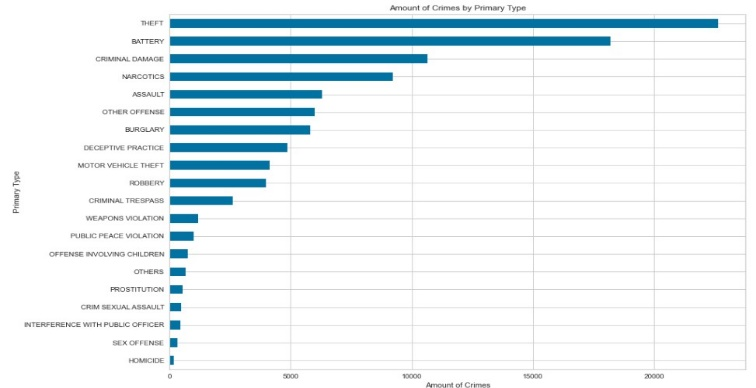 Amount of Crimes by Primary Type
THEFT
BATTERY
CRIMINAL DAMAGE
NARCOTICS
ASSAULT
OTHER OFFENSE
BURGLARY
DECEPTIVE PRACTICE
MOTOR VEHICLE THEFT
ROBBERY
CRIMINAL TRESPASS
WEAPONS VIOLATION
PUBLIC PEACE VIOLATION
OFFENSE INVOLVING CHILDREN
OTHERS
PROSTITUTION
CRIM SEXUAL ASSAULT
INTERFERENCE WITH PUBLIC OFFICER
SEX OFFENSE
HOMICIDE
Primary Type
0 5000 10000 15000 20000
Amount of Crimes